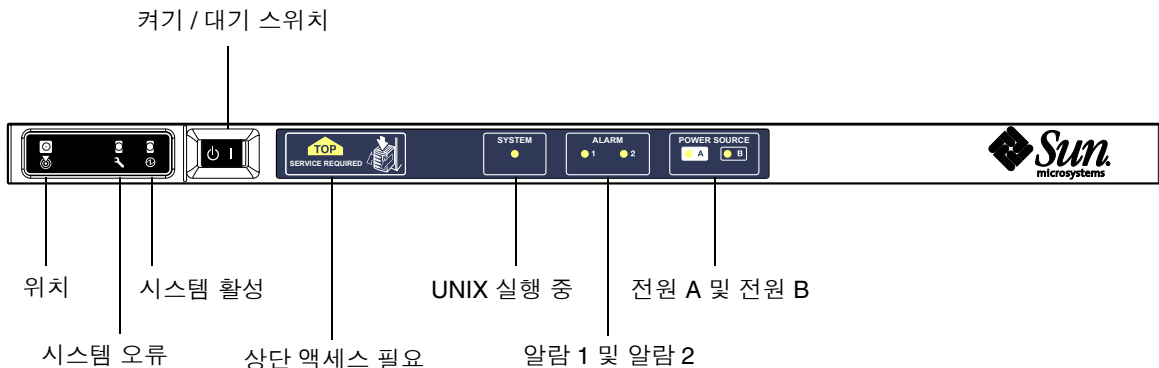 켜기 / 대기 스위치
TOP
SERVICE REQUIRED
SYSTEM
ALARM
1 2
POWER SOURCE
A B
Sun
microsystems
위치
시스템 활성
UNIX 실행 중
전원 A 및 전원 B
시스템 오류
상단 액세스 필요
알람 1 및 알람 2